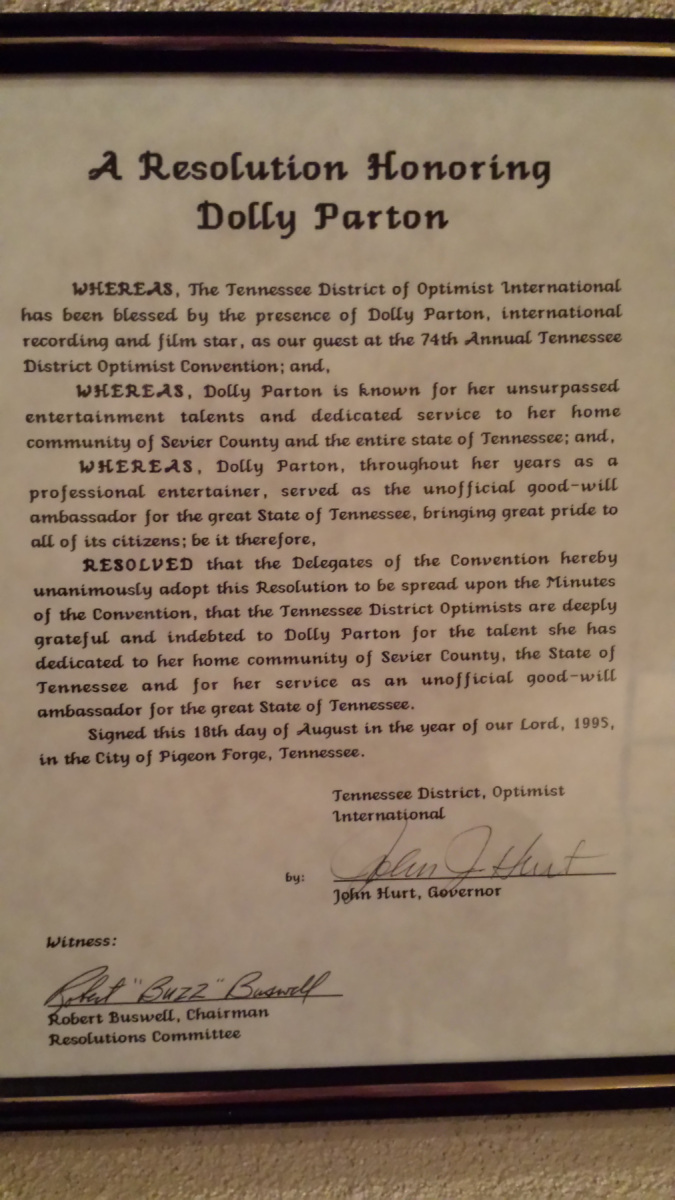 A Resolution Honoring
Dolly Parton
WHEREAS, The Tennessee District of Optimist International
has been blessed by the presence of Dolly Parton, international
recording and film star, as our guest at the 74th Annual Tennessee
District Optimist Convention; and,
WHEREAS, Dolly Parton is known for her unsurpassed
entertainment talents and dedicated service to her home
community of Sevier County and the entire state of Tennessee; and,
WHEREAS, Dolly Parton, throughout her years as a
professional entertainer, served as the unofficial good-will
ambassador for the great State of Tennessee, bringing great pride to
all of its citizens; be it therefore,
RESOLVED that the Delegates of the Convention hereby
unanimously adopt this Resolution to be spread upon the Minutes
of the Convention, that the Tennessee District Optimists are deeply
grateful and indebted to Dolly Parton for the talent she has
dedicated to her home community of Sevier County, the State of
Tennessee and for her service as an unofficial good-will
ambassador for the great State of Tennessee.
Signed this 18th day of August in the year of our Lord, 1995,
in the City of Pigeon Forge, Tennessee.
Tennessee District, Optimist
International
John J. Hurt
by:
John Hurt, Governor
Witness:
Robert "Buzz" Buswell
Robert Buswell, Chairman
Resolutions Committee